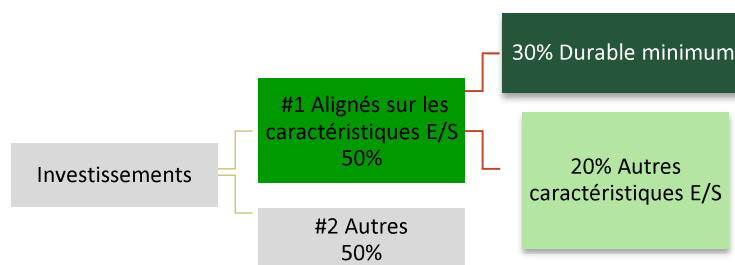 Investissements
#1 Alignés sur les
caractéristiques E/S
50%
#2 Autres
50%
30% Durable minimum
20% Autres
caractéristiques E/S